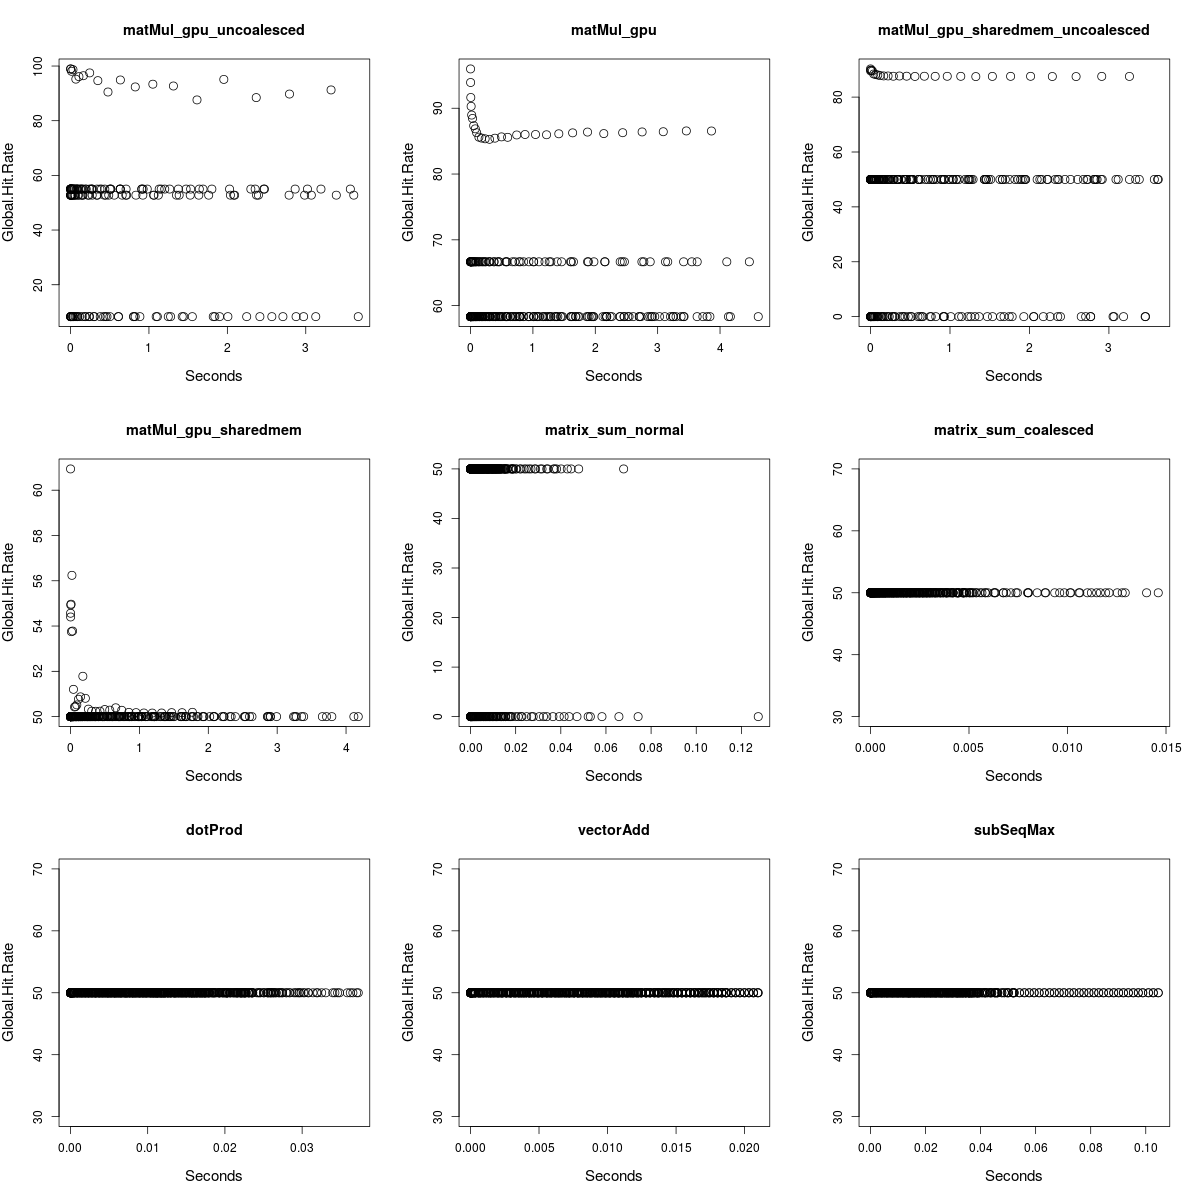 matMul_gpu_uncoalesced
Global.Hit.Rate
20 40 60 80 100
0 1 2 3
Seconds
matMul_gpu
Global.Hit.Rate
60 70 80 90
0 1 2 3 4
Seconds
matMul_gpu_sharedmem_uncoalesced
Global.Hit.Rate
0 20 40 60 80
0 1 2 3
Seconds
matMul_gpu_sharedmem
Global.Hit.Rate
50 52 54 56 58 60
0 1 2 3 4
Seconds
matrix_sum_normal
Global.Hit.Rate
0 10 20 30 40 50
0.00 0.02 0.04 0.06 0.08 0.10 0.12
Seconds
matrix_sum_coalesced
Global.Hit.Rate
30 40 50 60 70
0.000 0.005 0.010 0.015
Seconds
dotProd
Global.Hit.Rate
30 40 50 60 70
0.00 0.01 0.02 0.03
Seconds
vectorAdd
Global.Hit.Rate
30 40 50 60 70
0.000 0.005 0.010 0.015 0.020
Seconds
subSeqMax
Global.Hit.Rate
30 40 50 60 70
0.00 0.02 0.04 0.06 0.08 0.10
Seconds